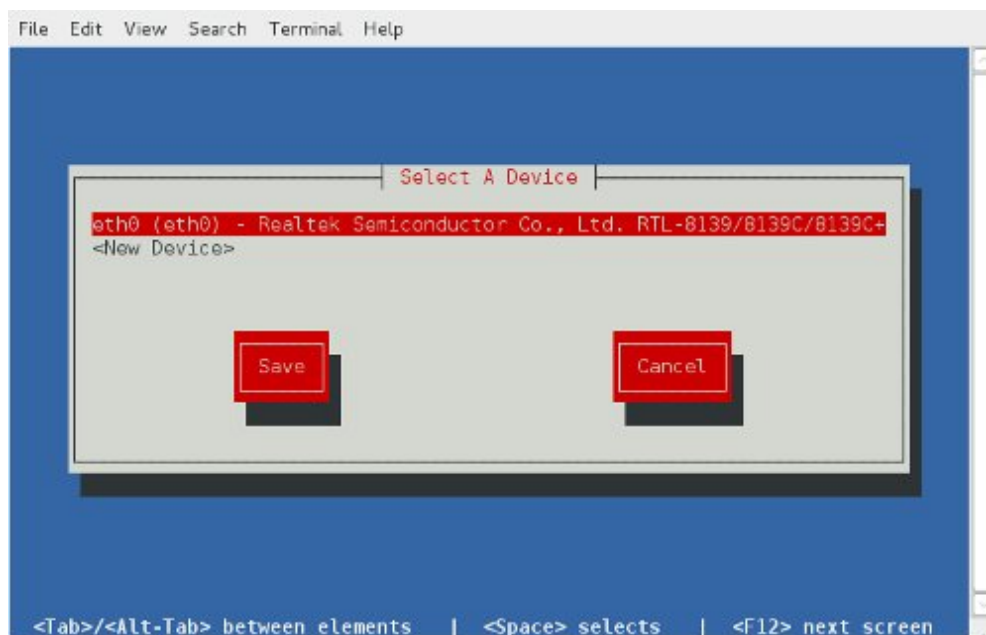 File Edit View Search Terminal Help
Select A Device
eth0 (eth0) - Realtek Semiconductor Co., Ltd. RTL-8139/8139C/8139C+
<New Device>
Save Cancel
<Tab>/<Alt-Tab> between elements | <Space> selects | <F12> next screen